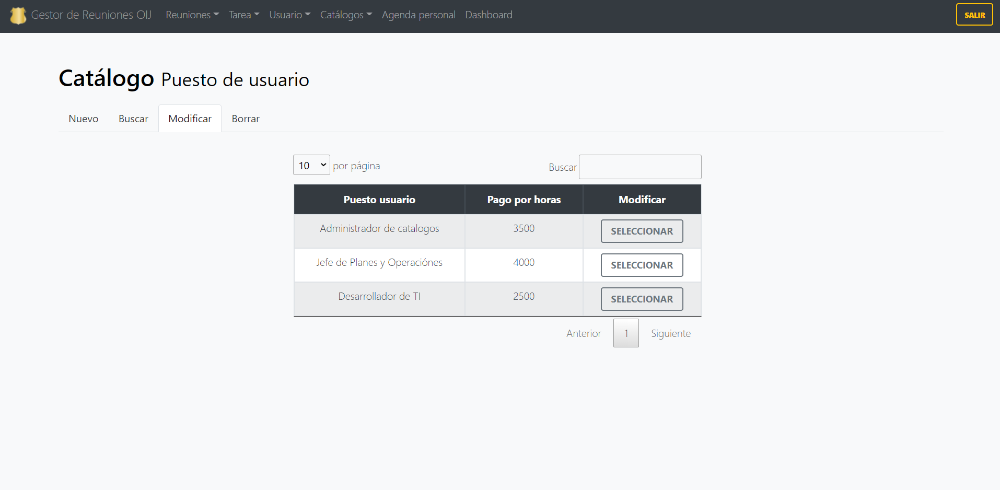 Gestor de Reuniones OIJ Reuniones Tarea Usuario Catálogos Agenda personal Dashboard SALIR
Catálogo Puesto de usuario
Nuevo Buscar Modificar Borrar
10 por página Buscar
Puesto usuario Pago por horas Modificar
Administrador de catalogos 3500 SELECCIONAR
Jefe de Planes y Operaciónes 4000 SELECCIONAR
Desarrollador de TI 2500 SELECCIONAR
Anterior 1 Siguiente